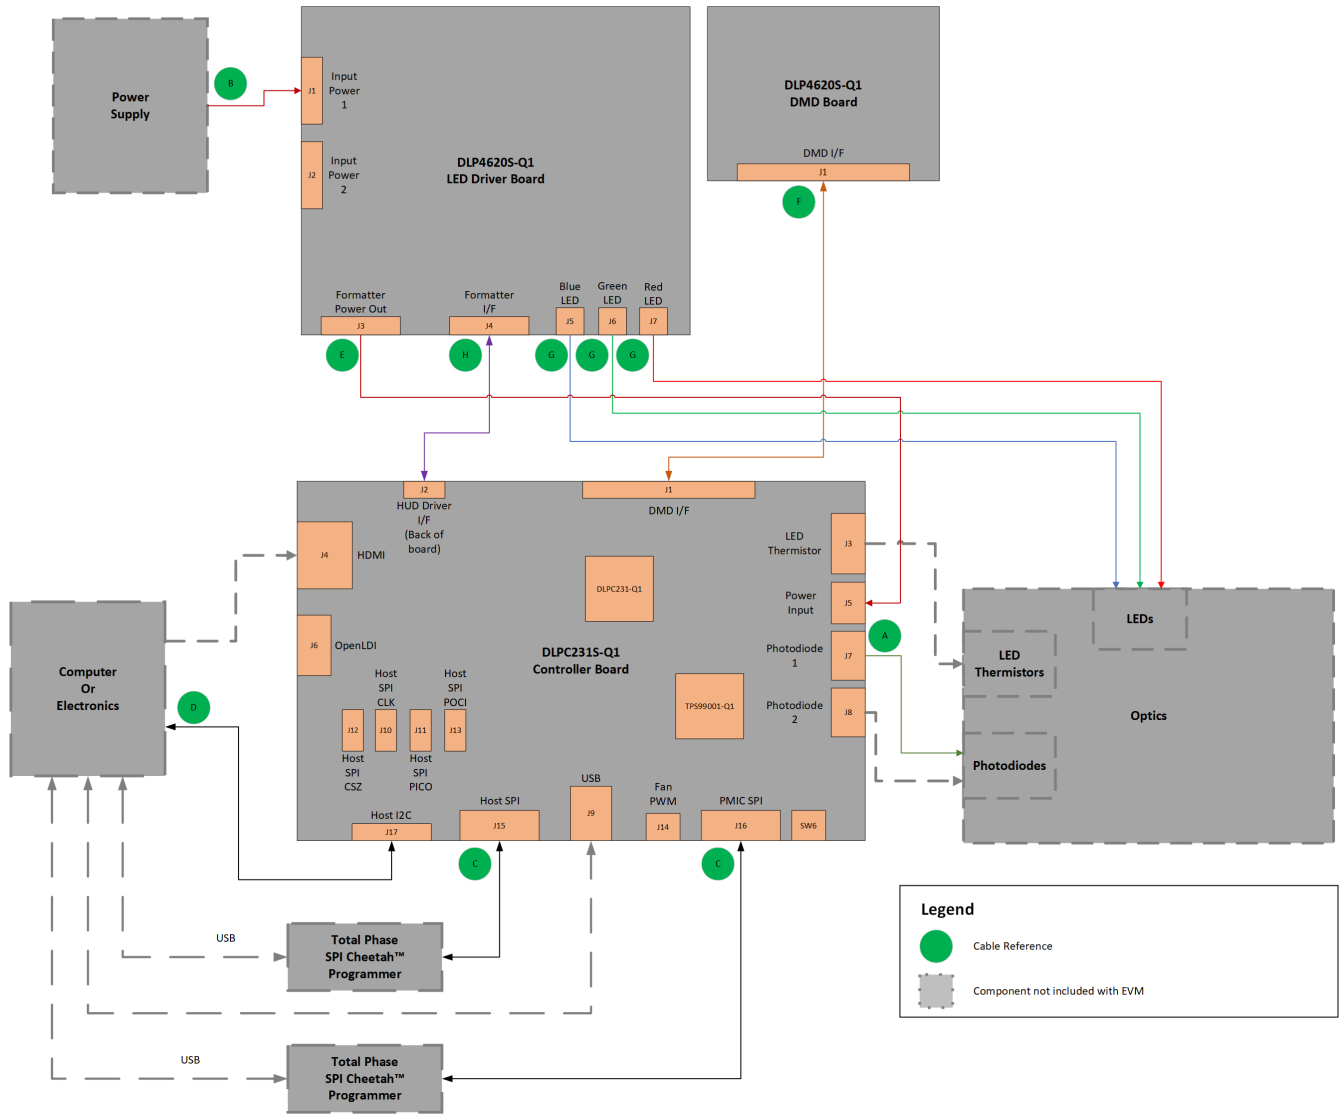 Power
Supply
B
J1
Input
Power
1
J2
Input
Power
2
DLP4620S-Q1
LED Driver Board
Formatter
Power Out
J3
Formatter
I/F
J4
Blue
LED
J5
Green
LED
J6
Red
LED
J7
E
H
G
G
G
DLP4620S-Q1
DMD Board
DMD I/F
J1
F
J2
HUD Driver
I/F
(Back of
board)
J1
DMD I/F
J4
HDMI
J6
OpenLDI
DLPC231-Q1
DLPC231S-Q1
Controller Board
TPS99001-Q1
LED
Thermistor
J3
Power
Input
J5
Photodiode
1
J7
Photodiode
2
J8
A
Host
SPI
CLK
Host
SPI
POCI
J12
J10
J11
J13
Host
SPI
CSZ
Host
SPI
PICO
Host I2C
J17
Host SPI
J15
USB
J9
Fan
PWM
J14
PMIC SPI
J16
SW6
C
C
Computer
Or
Electronics
D
LEDs
LED
Thermistors
Optics
Photodiodes
USB
Total Phase
SPI Cheetah™
Programmer
USB
Total Phase
SPI Cheetah™
Programmer
Legend
Cable Reference
Component not included with EVM